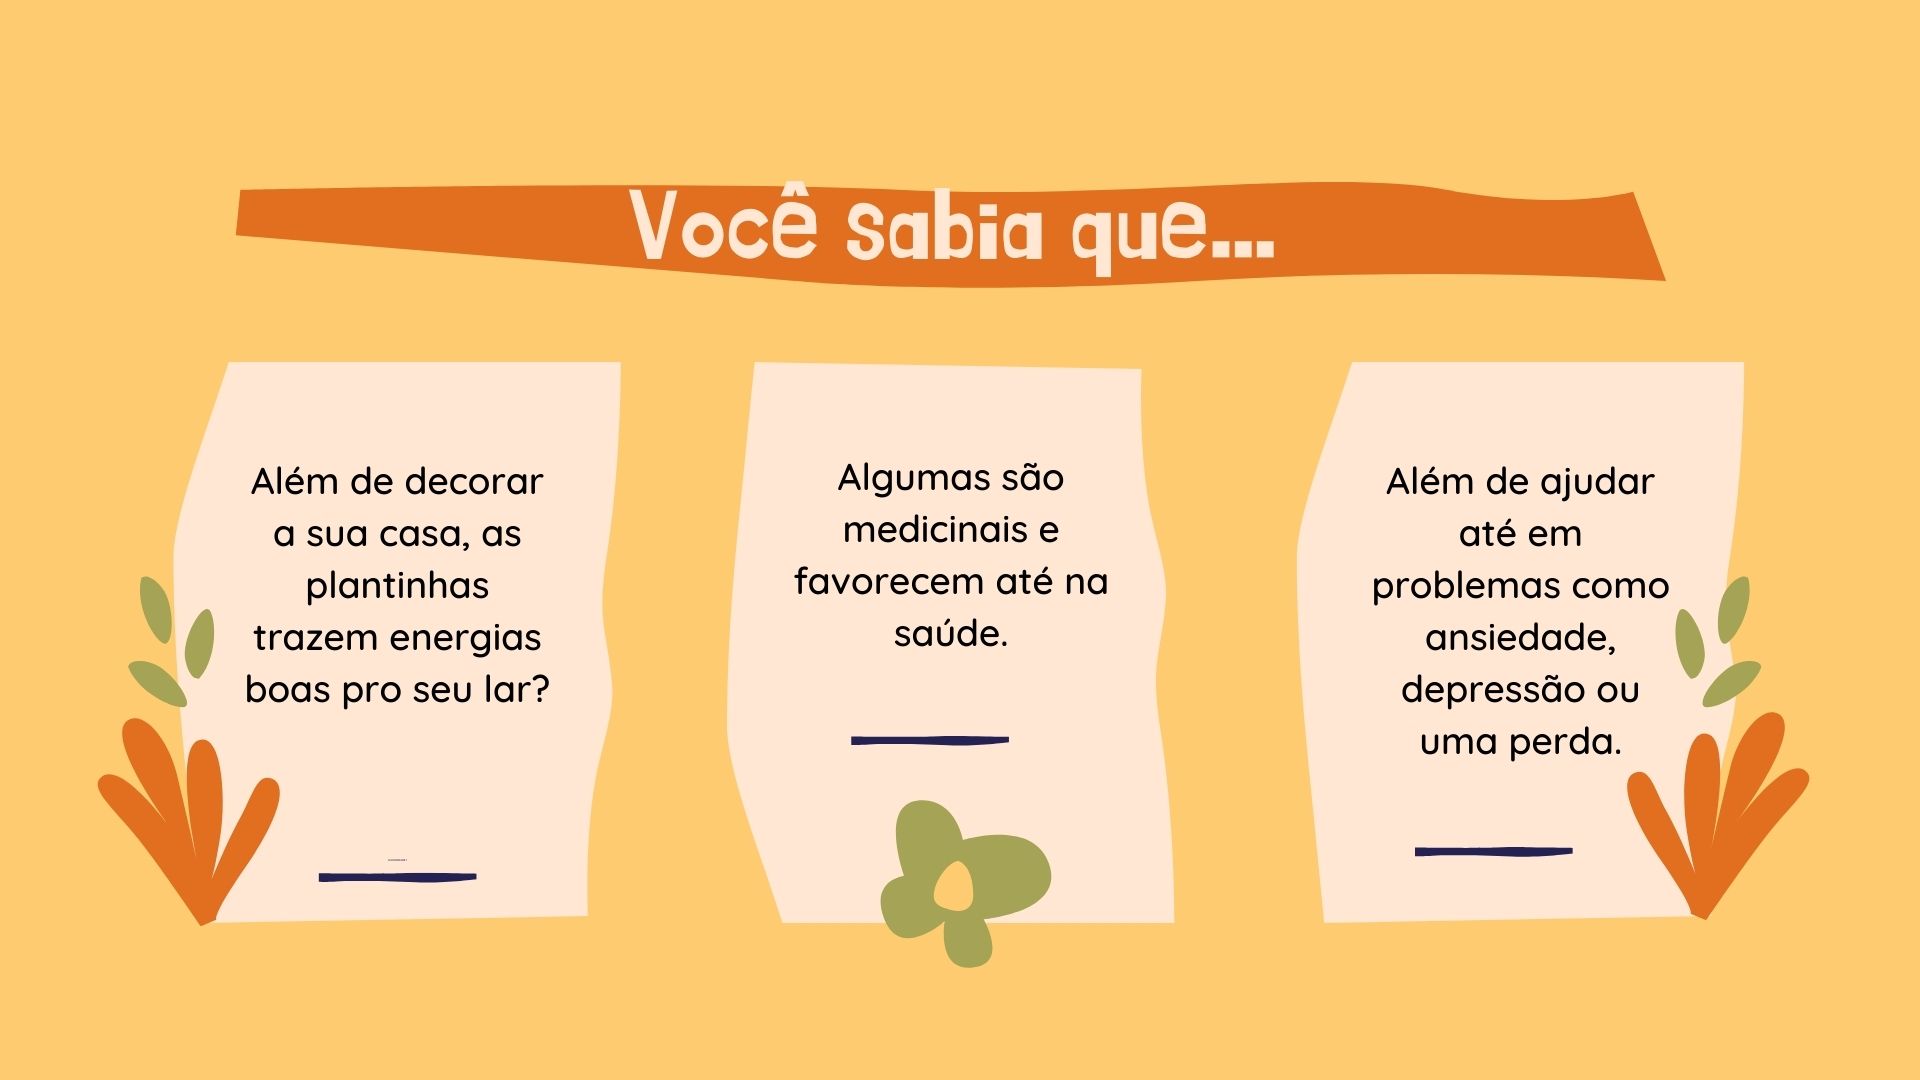 Você sabia que...
Além de decorar
a sua casa, as
plantinhas
trazem energias
boas pro seu lar?
Algumas são
medicinais e
favorecem até na
saúde.
Além de ajudar
até em
problemas como
ansiedade,
depressão ou
uma perda.